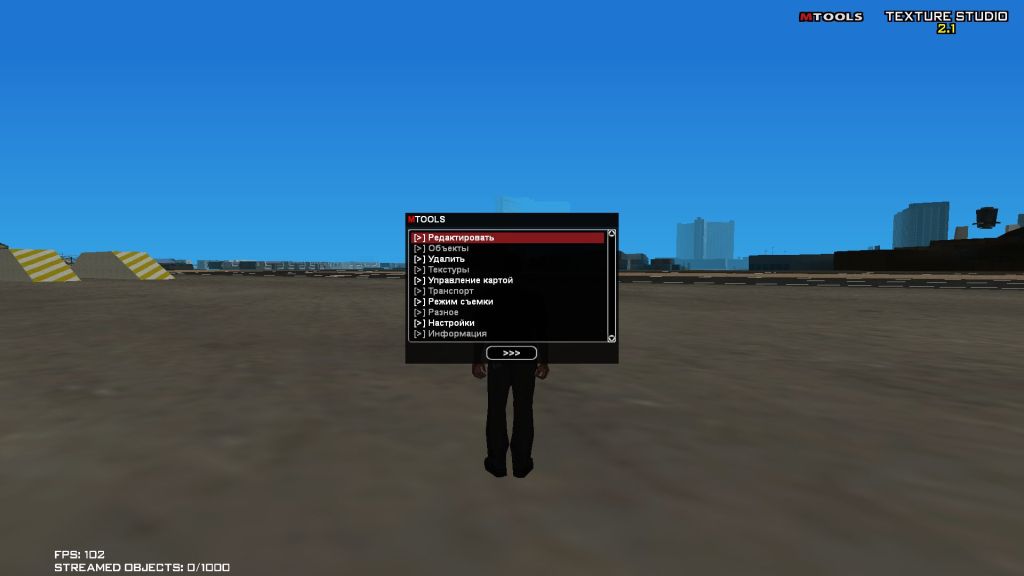 MTOOLS TEXTURE STUDIO
2.1
MTOOLS
[>] Редактировать
[>] Объекты
[>] Удалить
[>] Текстуры
[>] Управление картой
[>] Транспорт
[>] Режим съемки
[>] Разное
[>] Настройки
[>] Информация
>>>
FPS: 102
STREAMED OBJECTS: 0/1000